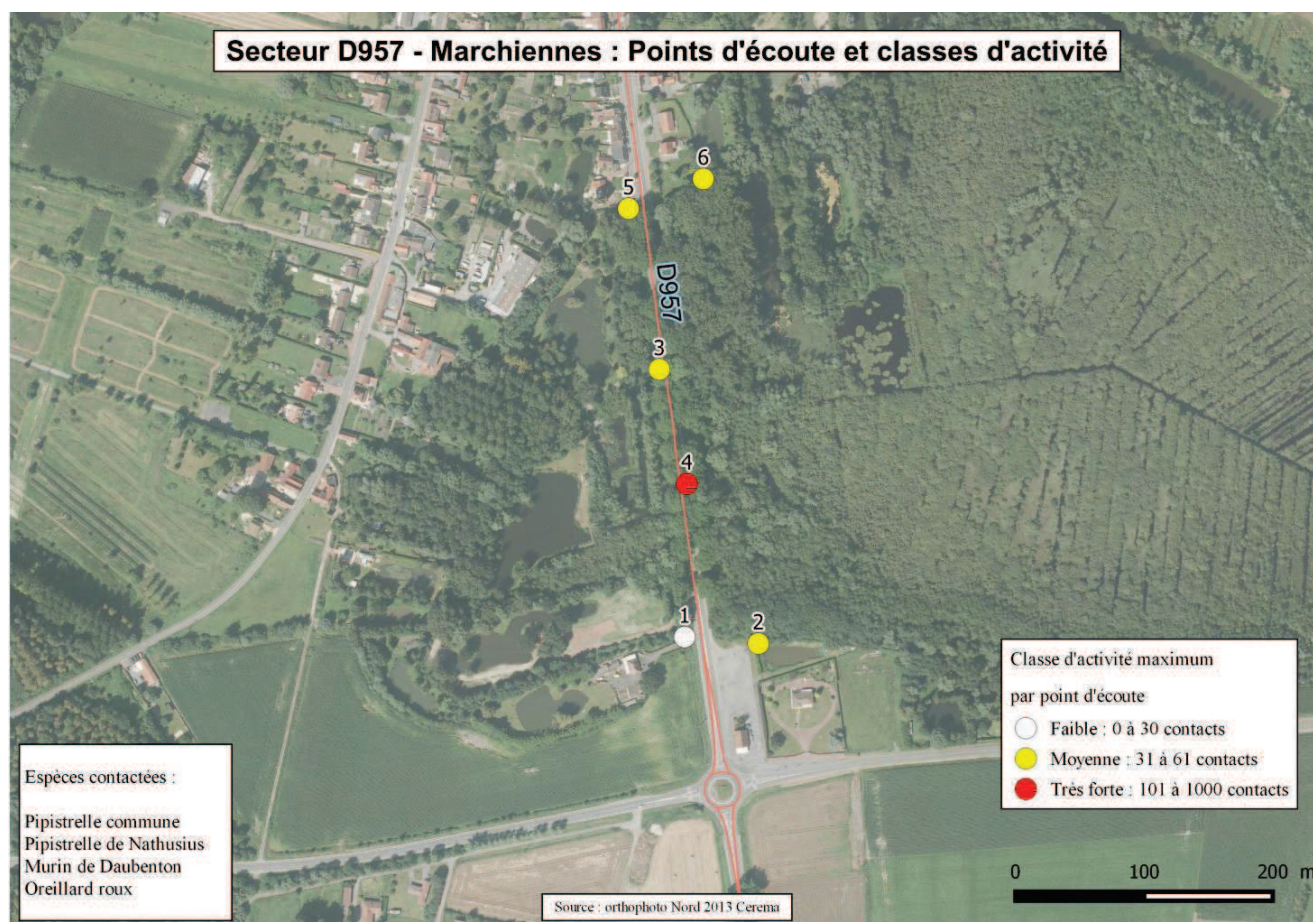 Secteur D957 - Marchiennes : Points d'écoute et classes d'activité
6
5
D957
3
4
1
2
Classe d'activité maximum
par point d'écoute
Faible : 0 à 30 contacts
Moyenne : 31 à 61 contacts
Très forte : 101 à 1000 contacts
Espèces contactées :
Pipistrelle commune
Pipistrelle de Nathusius
Murin de Daubenton
Oreillard roux
0 100 200 m
Source : orthophoto Nord 2013 Cerema